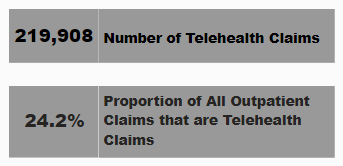 219,908 Number of Telehealth Claims
24.2% Proportion of All Outpatient
Claims that are Telehealth
Claims